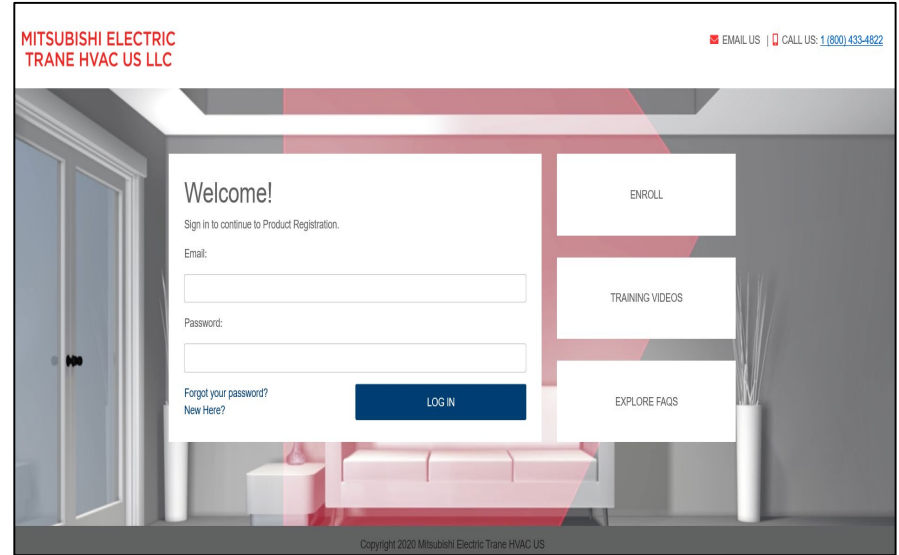 MITSUBISHI ELECTRIC
TRANE HVAC US LLC
EMAIL US | CALL US: 1 (800) 433-4822
Welcome!
Sign in to continue to Product Registration.
Email:
Password:
Forgot your password?
New Here?
LOG IN
ENROLL
TRAINING VIDEOS
EXPLORE FAQS
Copyright 2020 Mitsubishi Electric Trane HVAC US